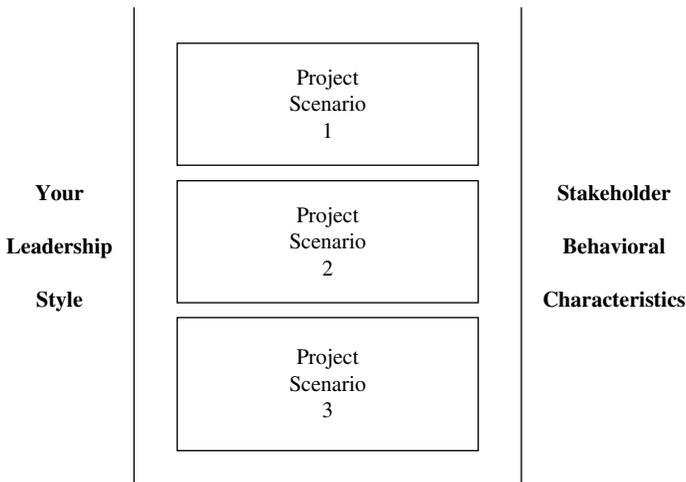 Your
Leadership
Style
Project
Scenario
1
Project
Scenario
2
Project
Scenario
3
Stakeholder
Behavioral
Characteristics